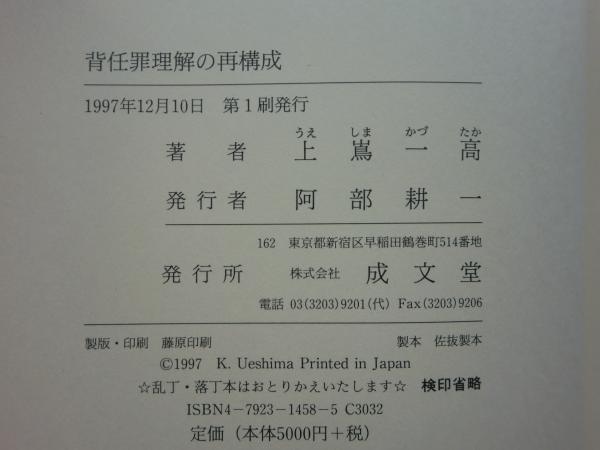 背任罪理解の再構成
1997年12月10日 第1刷発行
うえ しま かづ たか
著者 上嶌一高
発行者 阿部耕一
162 東京都新宿区早稲田鶴巻町514番地
発行所 株式会社 成文堂
電話 03(3203)9201(代) Fax(3203)9206
製版・印刷 藤原印刷 製本 佐抜製本
©1997 K. Ueshima Printed in Japan
☆乱丁・落丁本はおとりかえいたします☆ 検印省略
ISBN4-7923-1458-5 C3032
定価(本体5000円+税)